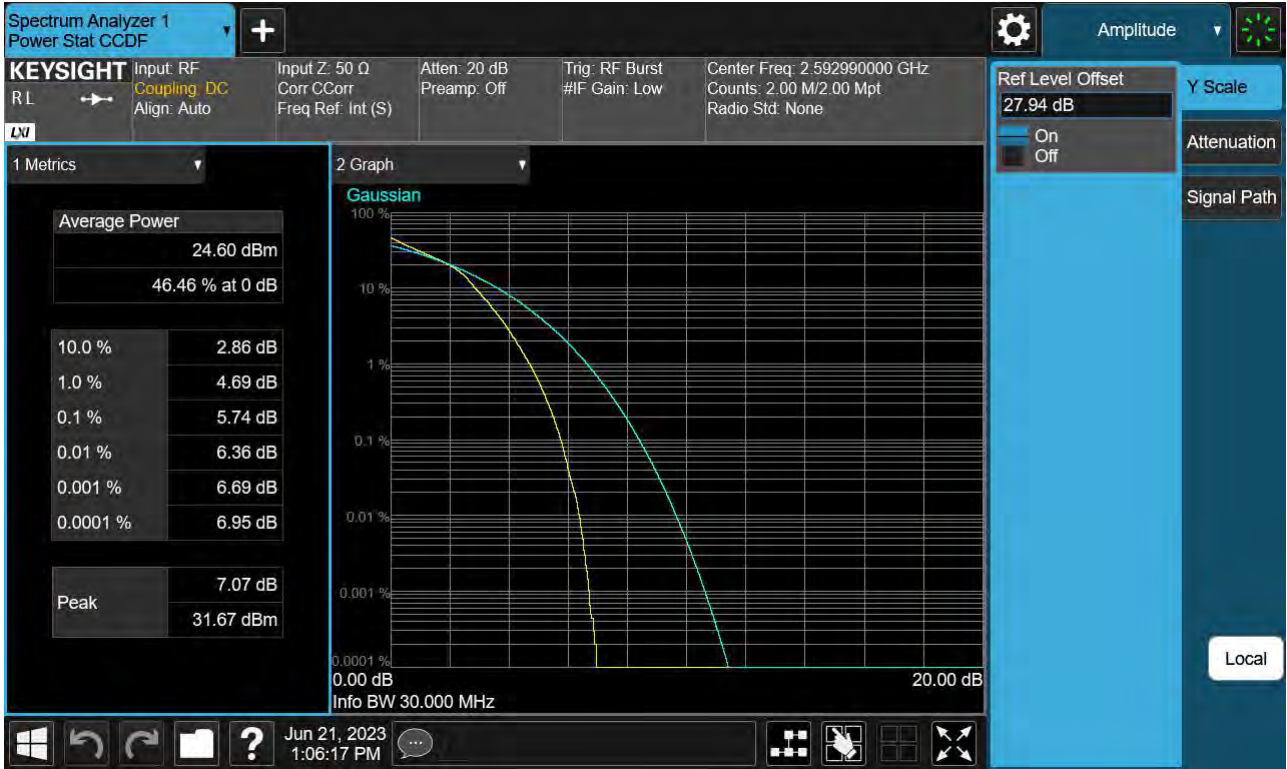 Spectrum Analyzer 1
Power Stat CCDF
+
Amplitude
KEYSIGHT
RL
LXI
Input: RF
Coupling: DC
Align: Auto
Input Z: 50 Ω
Corr CCorr
Freq Ref: Int (S)
Atten: 20 dB
Preamp: Off
Trig: RF Burst
#IF Gain: Low
Center Freq: 2.592990000 GHz
Counts: 2.00 M/2.00 Mpt
Radio Std: None
Ref Level Offset
27.94 dB
On
Off
Y Scale
Attenuation
Signal Path
Local
1 Metrics
Average Power
24.60 dBm
46.46 % at 0 dB
10.0 % 2.86 dB
1.0 % 4.69 dB
0.1 % 5.74 dB
0.01 % 6.36 dB
0.001 % 6.69 dB
0.0001 % 6.95 dB
Peak
7.07 dB
31.67 dBm
2 Graph
Gaussian
100 %
10 %
1 %
0.1 %
0.01 %
0.001 %
0.0001 %
0.00 dB 20.00 dB
Info BW 30.000 MHz
?
Jun 21, 2023
1:06:17 PM